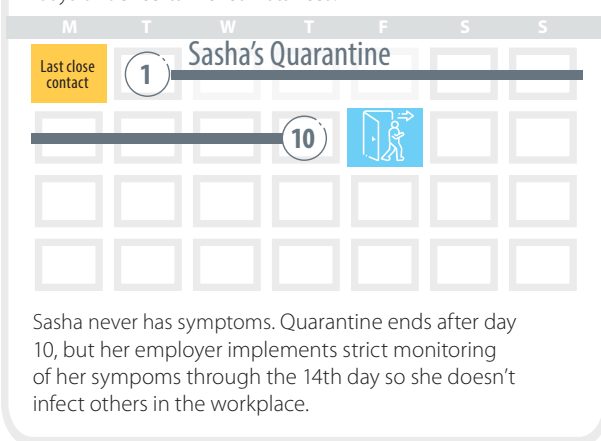 M T W T F S S
Last close
contact
1
Sasha's Quarantine
10
Sasha never has symptoms. Quarantine ends after day
10, but her employer implements strict monitoring
of her sympoms through the 14th day so she doesn't
infect others in the workplace.